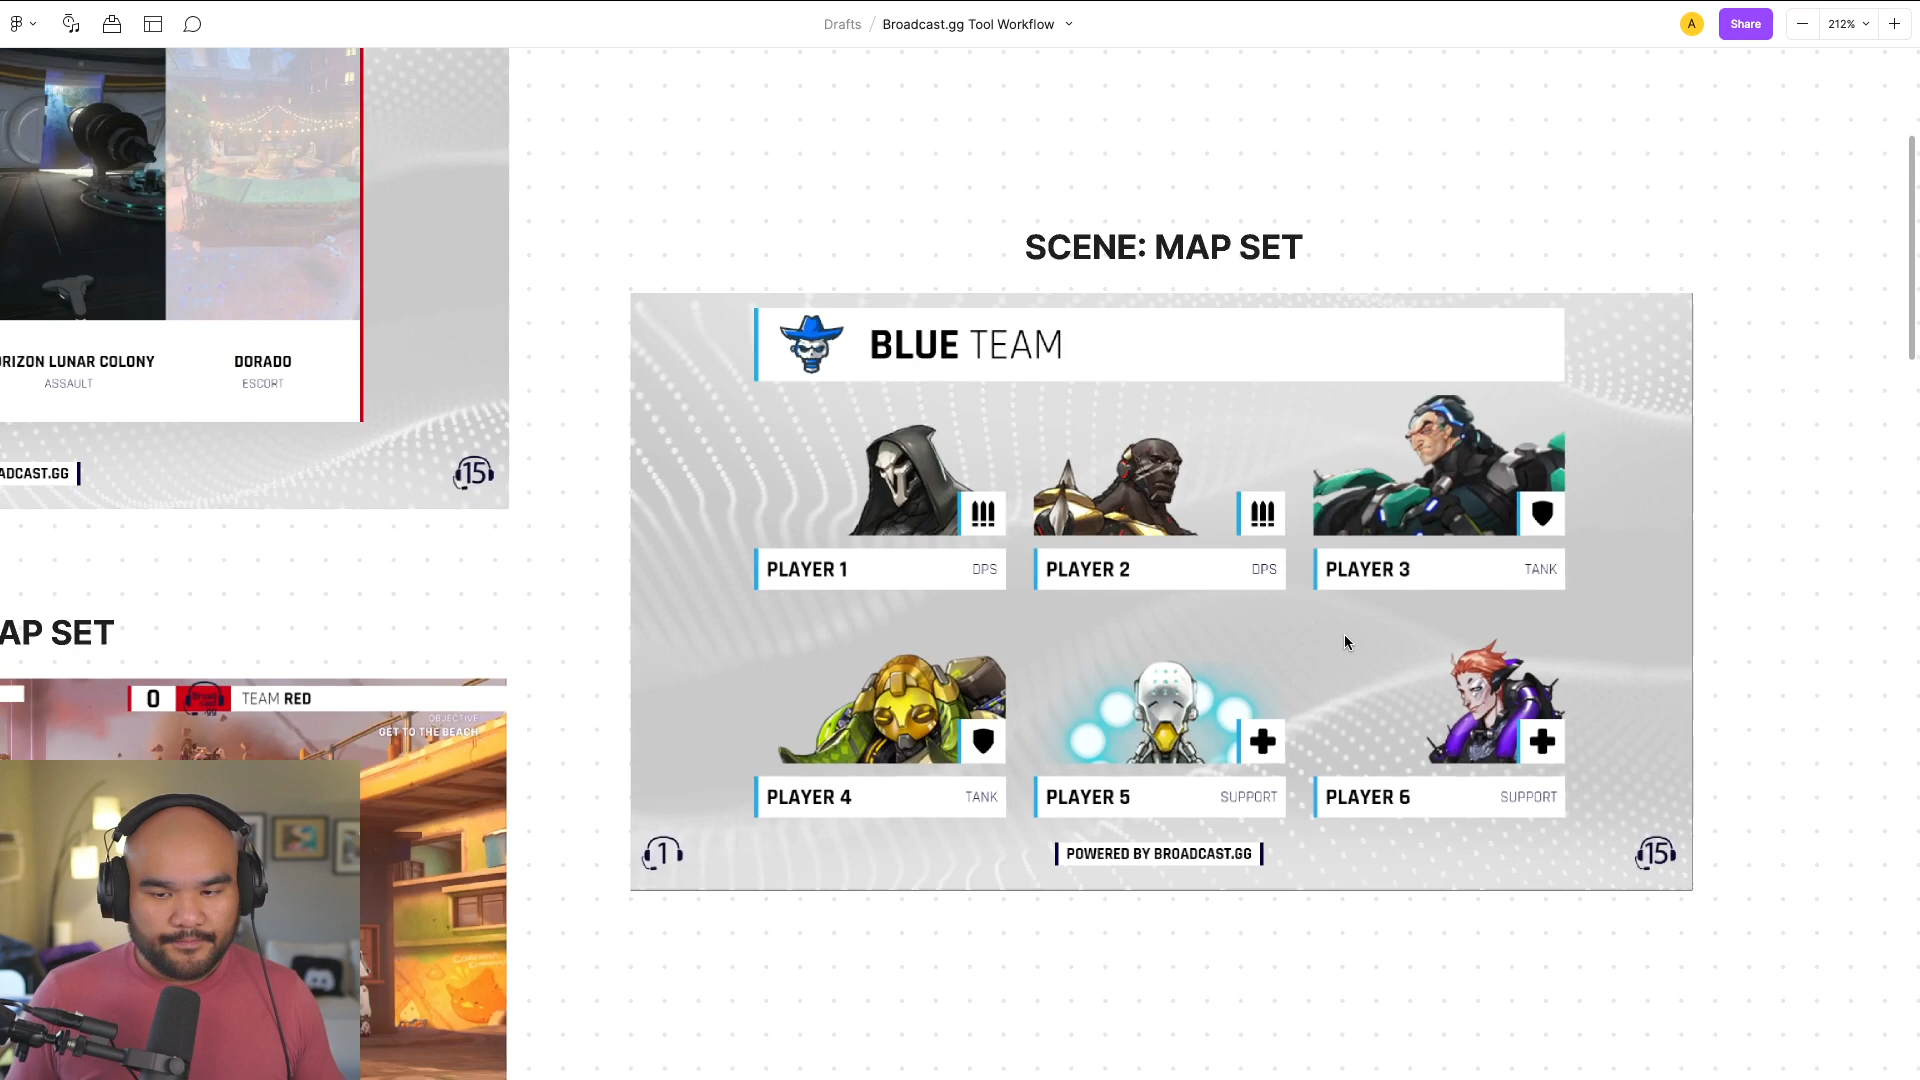 Drafts / Broadcast.gg Tool Workflow
A
Share
212%
RIZON LUNAR COLONY
ASSAULT
DORADO
ESCORT
ADCAST.GG
15
AP SET
0
TEAM RED
OBJECTIVE
GET TO THE BEACH
SCENE: MAP SET
BLUE TEAM
PLAYER 1 DPS
PLAYER 2 DPS
PLAYER 3 TANK
PLAYER 4 TANK
PLAYER 5 SUPPORT
PLAYER 6 SUPPORT
1
POWERED BY BROADCAST.GG
15